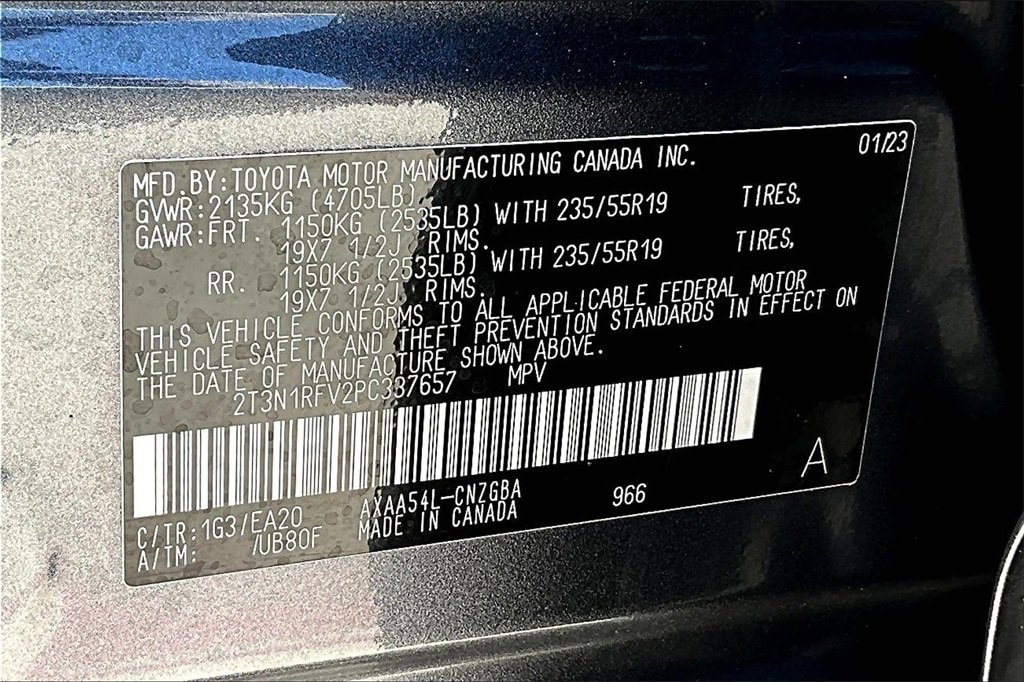 01/23
MFD.BY:TOYOTA MOTOR MANUFACTURING CANADA INC.
GVWR:2135KG (4705LB)
GAWR:FRT. 1150KG (2535LB) WITH 235/55R19 TIRES,
19X7 1/2J RIMS.
RR. 1150KG (2535LB) WITH 235/55R19 TIRES,
19X7 1/2J RIMS.
THIS VEHICLE CONFORMS TO ALL APPLICABLE FEDERAL MOTOR
VEHICLE SAFETY AND THEFT PREVENTION STANDARDS IN EFFECT ON
THE DATE OF MANUFACTURE SHOWN ABOVE.
2T3N1RFV2PC337657 MPV
A
C/TR:1G3/EA20 AXAA54L-CNZGBA 966
A/TM: /UB80F MADE IN CANADA